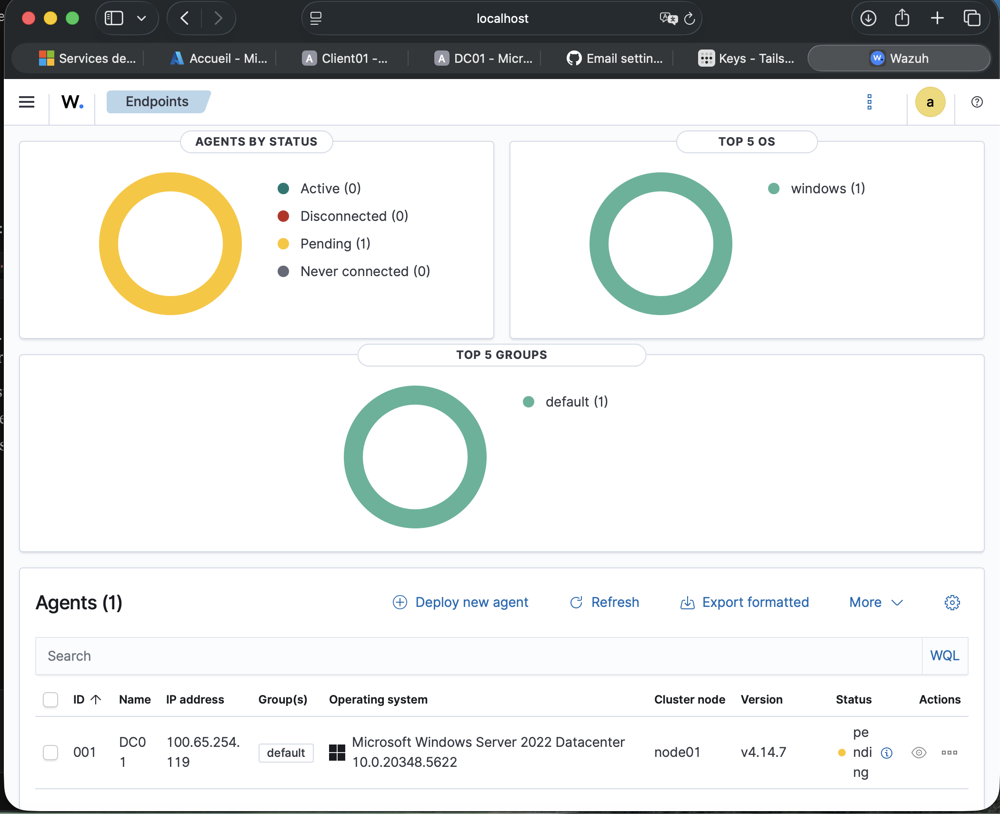 localhost
Services de...
Accueil - Mi...
A Client01 -...
A DC01 - Micr...
Email settin...
Keys - Tails...
W. Wazuh
W. Endpoints
a
AGENTS BY STATUS
Active (0)
Disconnected (0)
Pending (1)
Never connected (0)
TOP 5 OS
windows (1)
TOP 5 GROUPS
default (1)
Agents (1)
Deploy new agent
Refresh
Export formatted
More
Search
WQL
ID Name IP address Group(s) Operating system Cluster node Version Status Actions
001
DC0
1
100.65.254.
119
default
Microsoft Windows Server 2022 Datacenter
10.0.20348.5622
node01
v4.14.7
pe
ndi
ng